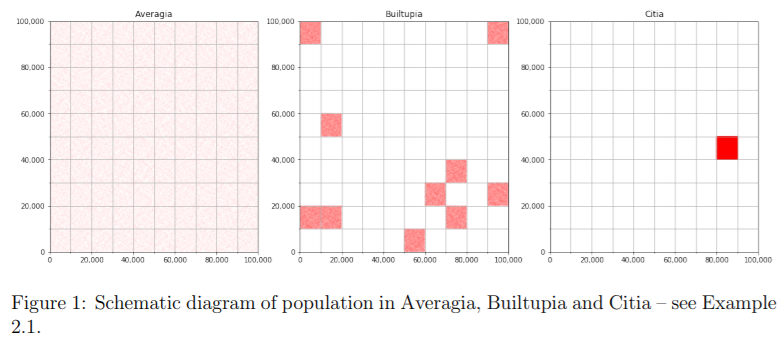 Averagia Builtupia Citia
100,000 100,000 100,000
80,000 80,000 80,000
60,000 60,000 60,000
40,000 40,000 40,000
20,000 20,000 20,000
0 0 0
0 20,000 40,000 60,000 80,000 100,000 0 20,000 40,000 60,000 80,000 100,000 0 20,000 40,000 60,000 80,000 100,000
Figure 1: Schematic diagram of population in Averagia, Builtupia and Citia – see Example
2.1.